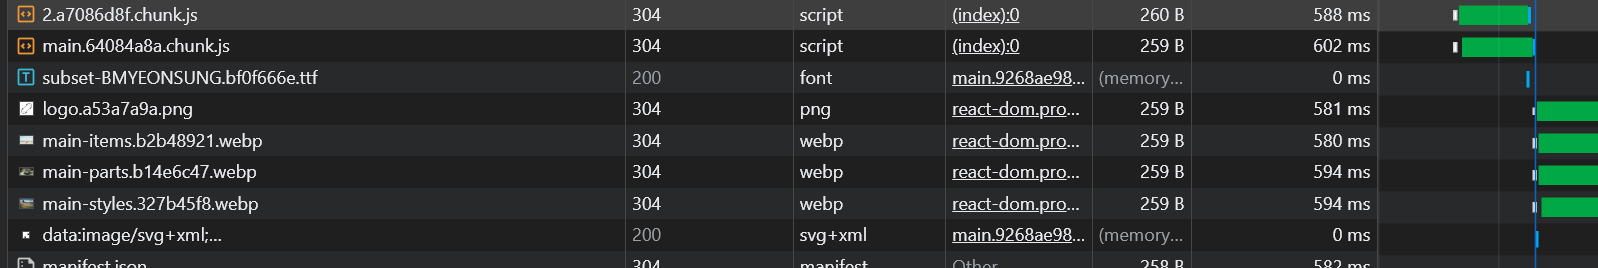 2.a7086d8f.chunk.js 304 script (index):0 260 B 588 ms
main.64084a8a.chunk.js 304 script (index):0 259 B 602 ms
subset-BMYEONSUNG.bf0f666e.ttf 200 font main.9268ae98... (memory... 0 ms
logo.a53a7a9a.png 304 png react-dom.pro... 259 B 581 ms
main-items.b2b48921.webp 304 webp react-dom.pro... 259 B 580 ms
main-parts.b14e6c47.webp 304 webp react-dom.pro... 259 B 594 ms
main-styles.327b45f8.webp 304 webp react-dom.pro... 259 B 594 ms
data:image/svg+xml;... 200 svg+xml main.9268ae98... (memory... 0 ms
manifest.json 304 manifest Other 258 B 582 ms